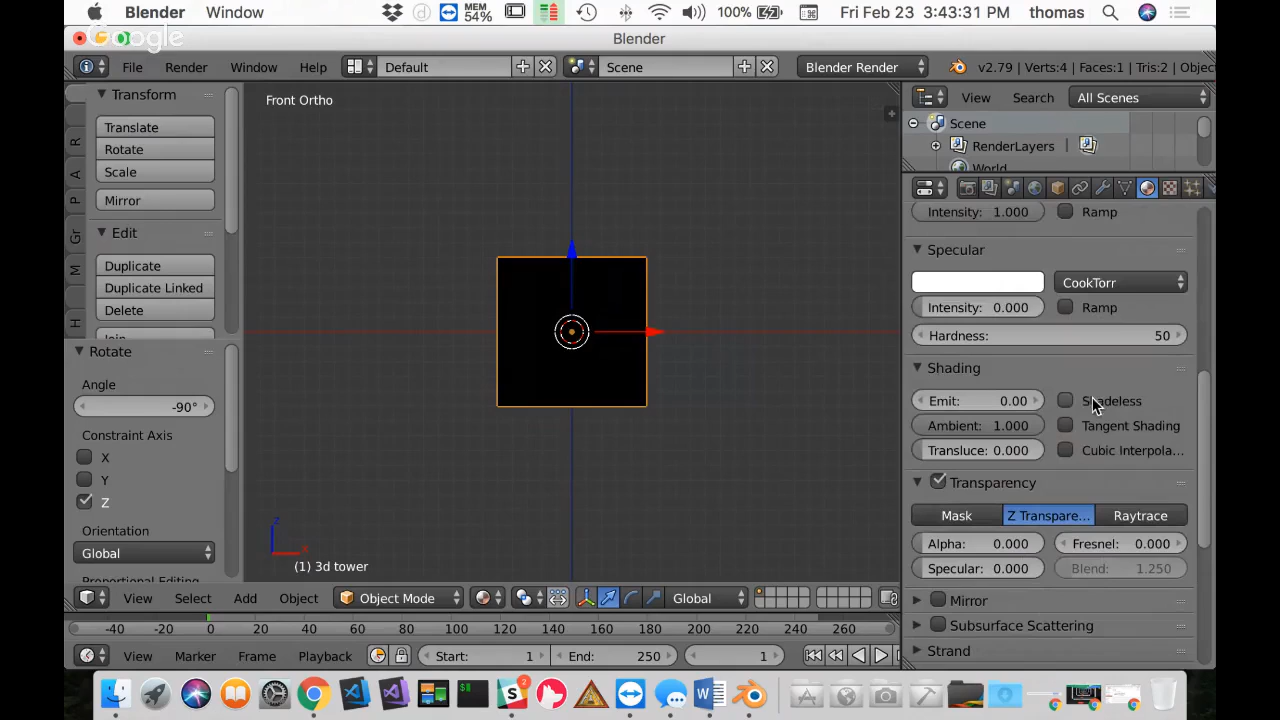 Blender Window MEM 54% 100% Fri Feb 23 3:43:31 PM thomas
Google
Blender
File Render Window Help Default Scene Blender Render v2.79 | Verts:4 | Faces:1 | Tris:2 | Objec
Transform
Translate
Rotate
Scale
Mirror
Edit
Duplicate
Duplicate Linked
Delete
Join
R
A
P
Gr
M
H
Rotate
Angle
-90°
Constraint Axis
X
Y
Z
Orientation
Global
Proportional Editing
Front Ortho
z
x
(1) 3d tower
View Select Add Object Object Mode Global
-40 -20 0 20 40 60 80 100 120 140 160 180 200 220 240 260
View Marker Frame Playback Start: 1 End: 250 1
View Search All Scenes
Scene
RenderLayers
World
Intensity: 1.000 Ramp
Specular
CookTorr
Intensity: 0.000 Ramp
Hardness: 50
Shading
Emit: 0.00 Shadeless
Ambient: 1.000 Tangent Shading
Transluce: 0.000 Cubic Interpola...
Transparency
Mask Z Transpare... Raytrace
Alpha: 0.000 Fresnel: 0.000
Specular: 0.000 Blend: 1.250
Mirror
Subsurface Scattering
Strand
2